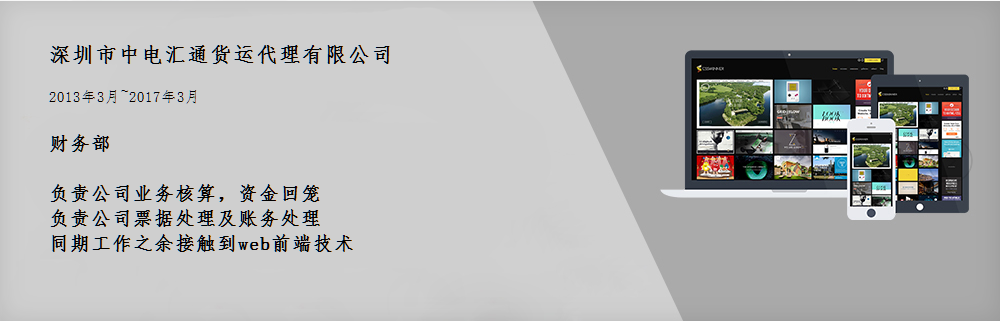 深圳市中电汇通货运代理有限公司
2013年3月~2017年3月
财务部
负责公司业务核算，资金回笼
负责公司票据处理及账务处理
同期工作之余接触到web前端技术
LOOK
BOOK